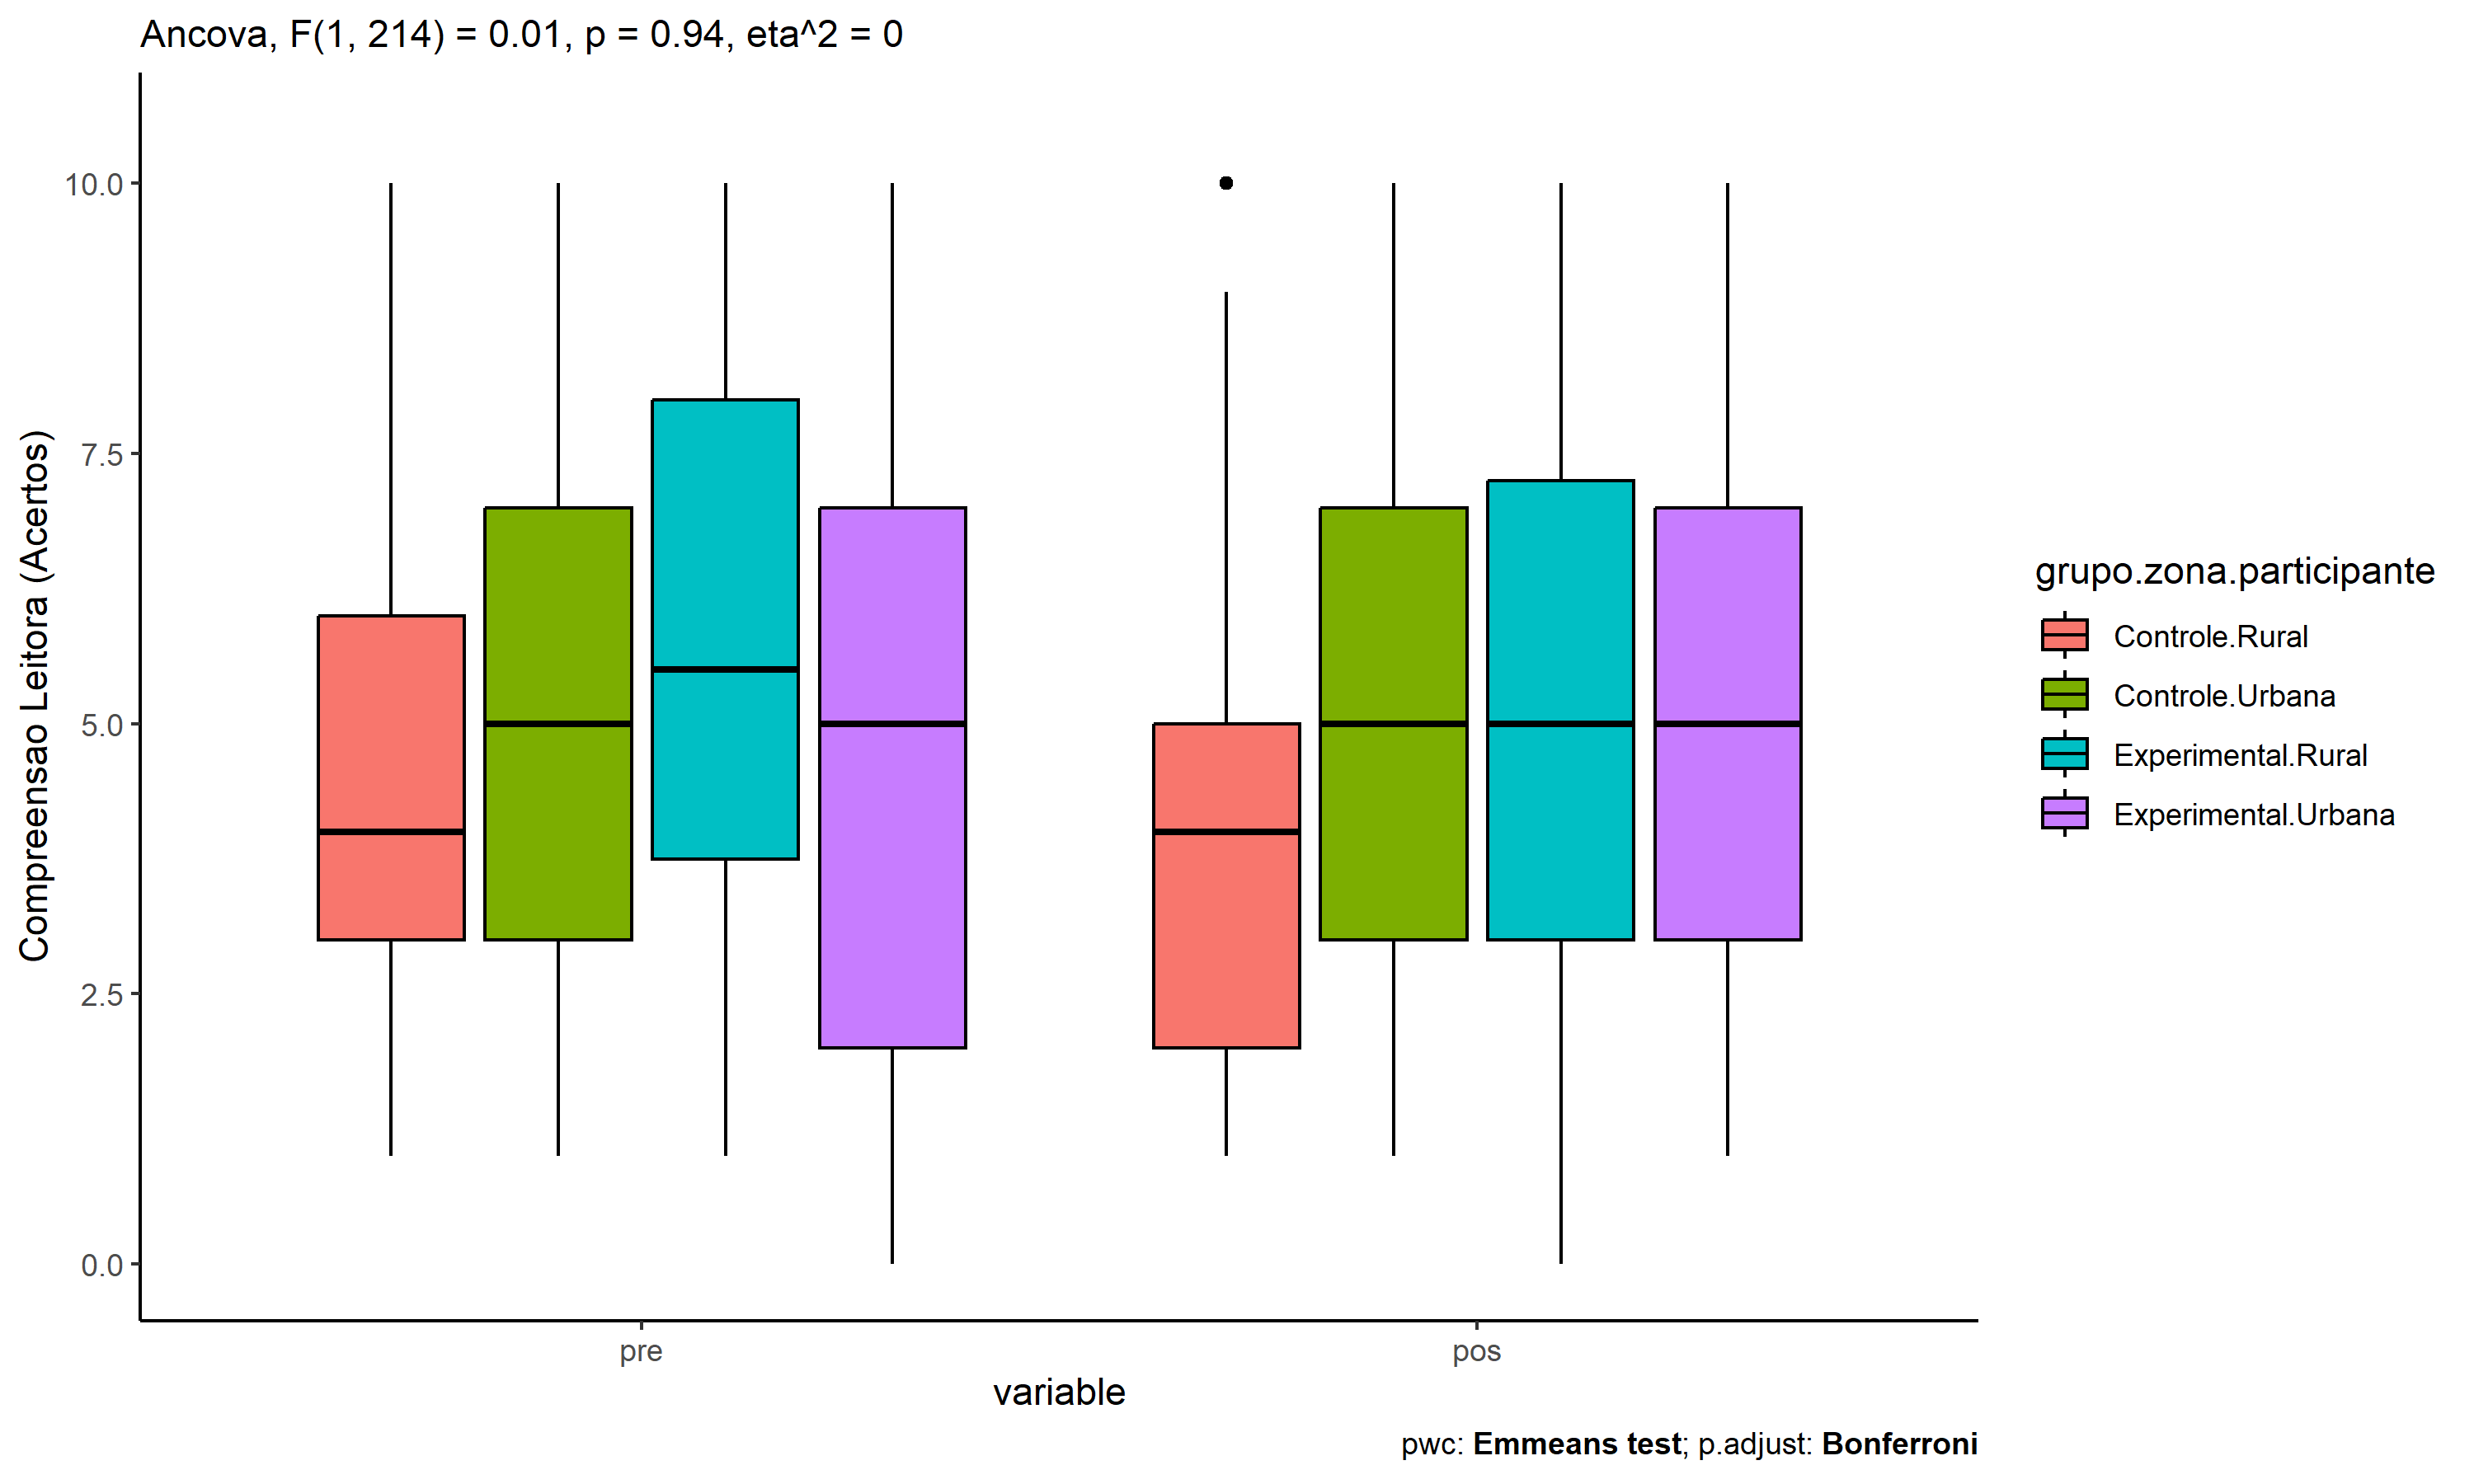 Ancova, F(1, 214) = 0.01, p = 0.94, eta^2 = 0
Compreensao Leitora (Acertos)
10.0
7.5
5.0
2.5
0.0
pre
pos
variable
grupo.zona.participante
Controle.Rural
Controle.Urbana
Experimental.Rural
Experimental.Urbana
pwc: Emmeans test; p.adjust: Bonferroni